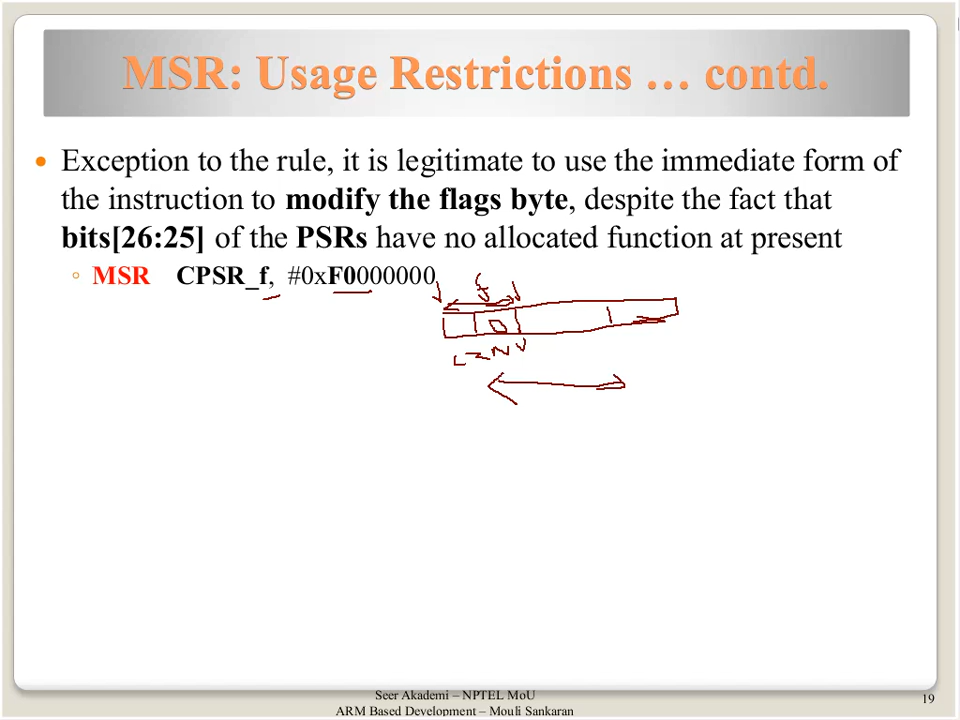 MSR: Usage Restrictions … contd.
Exception to the rule, it is legitimate to use the immediate form of
the instruction to modify the flags byte, despite the fact that
bits[26:25] of the PSRs have no allocated function at present
MSR CPSR_f, #0xF0000000
f
C Z N V
Seer Akademi – NPTEL MoU
ARM Based Development – Mouli Sankaran
19